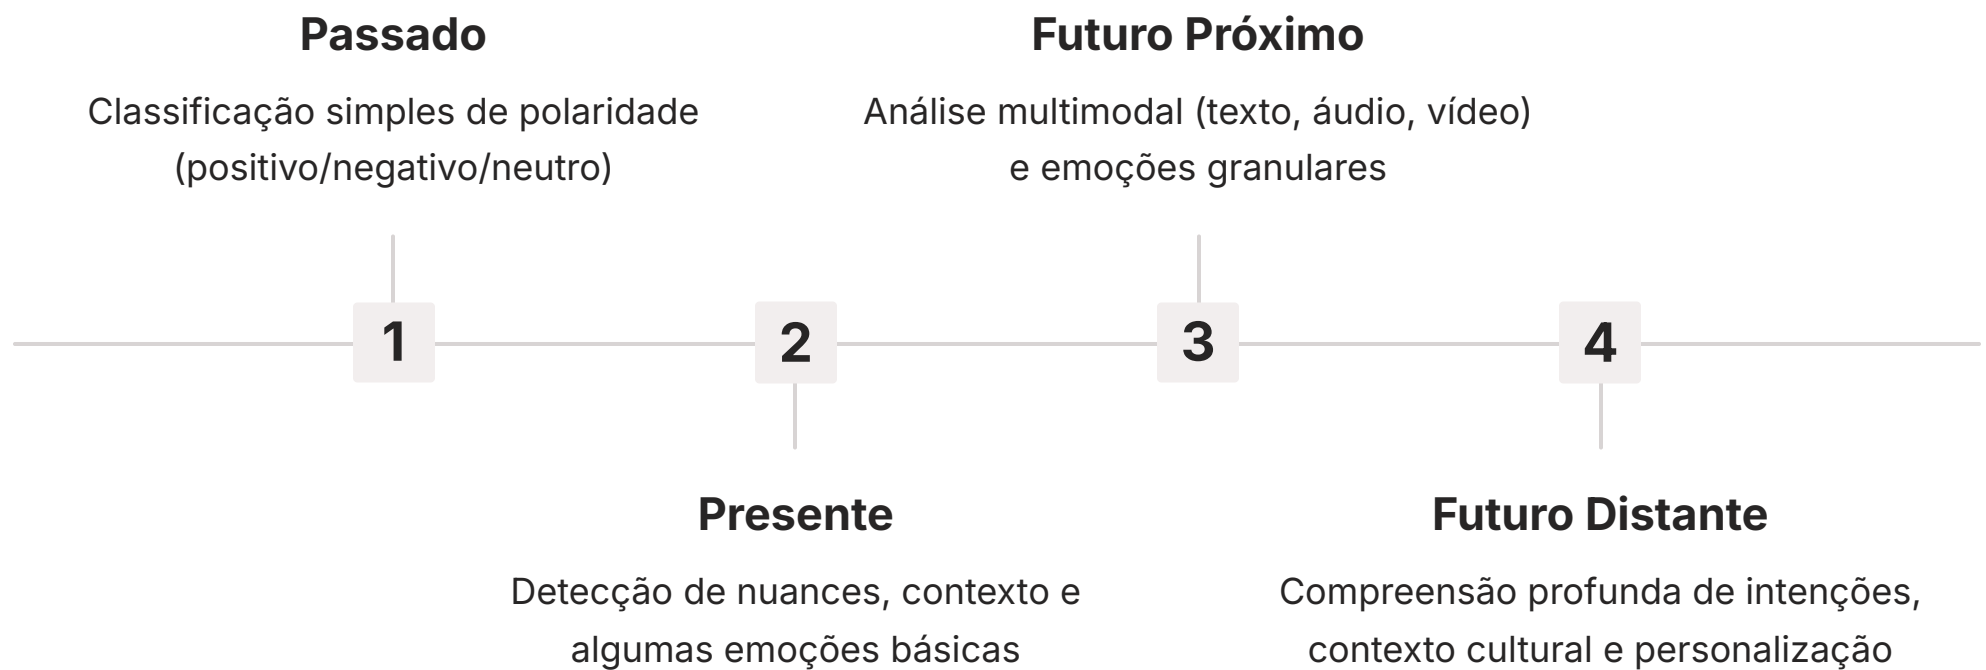 Passado
Classificação simples de polaridade
(positivo/negativo/neutro)
Futuro Próximo
Análise multimodal (texto, áudio, vídeo)
e emoções granulares
1
2
3
4
Presente
Detecção de nuances, contexto e
algumas emoções básicas
Futuro Distante
Compreensão profunda de intenções,
contexto cultural e personalização